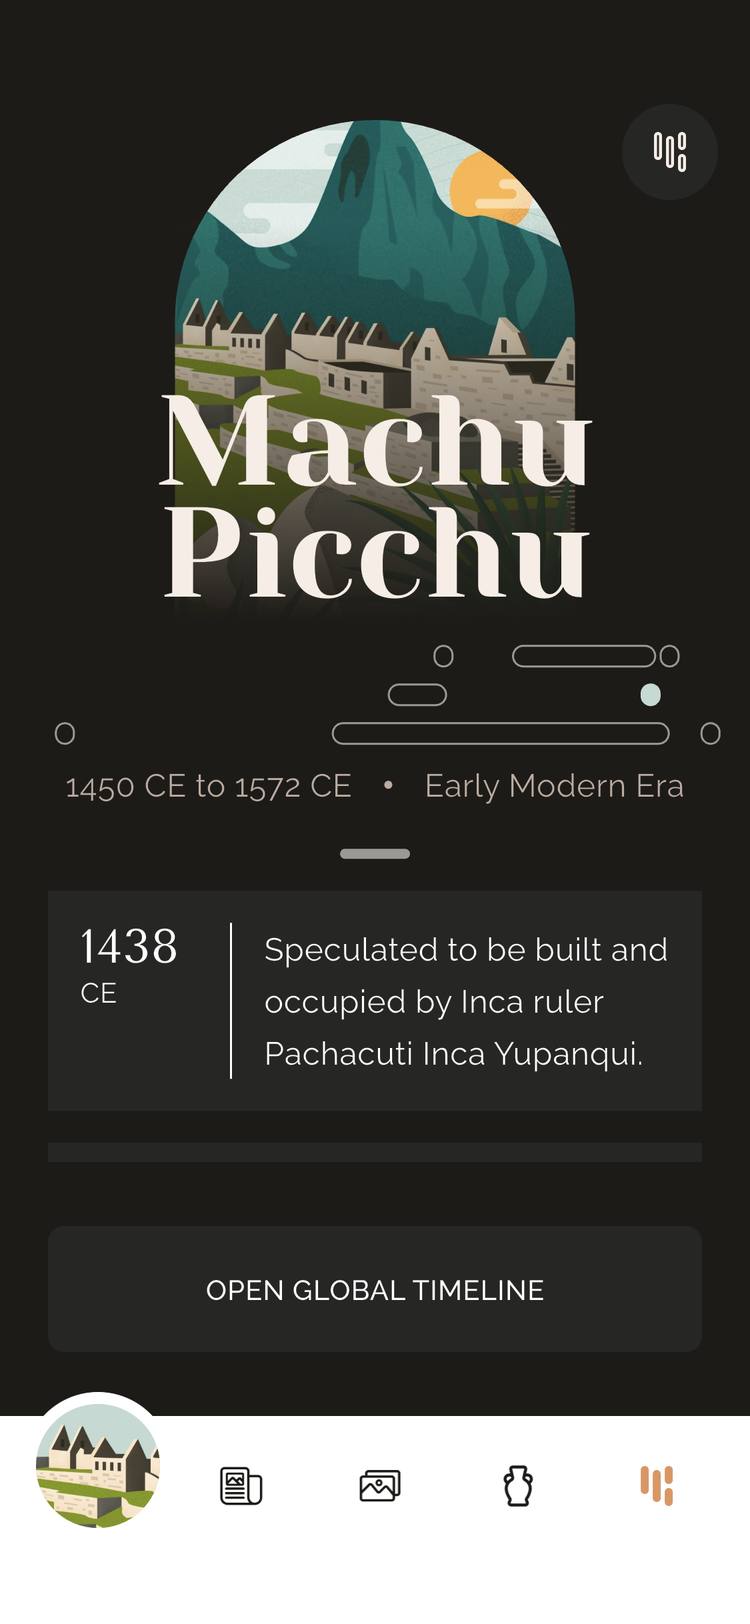 Machu
Picchu
1450 CE to 1572 CE • Early Modern Era
1438
CE
Speculated to be built and
occupied by Inca ruler
Pachacuti Inca Yupanqui.
OPEN GLOBAL TIMELINE